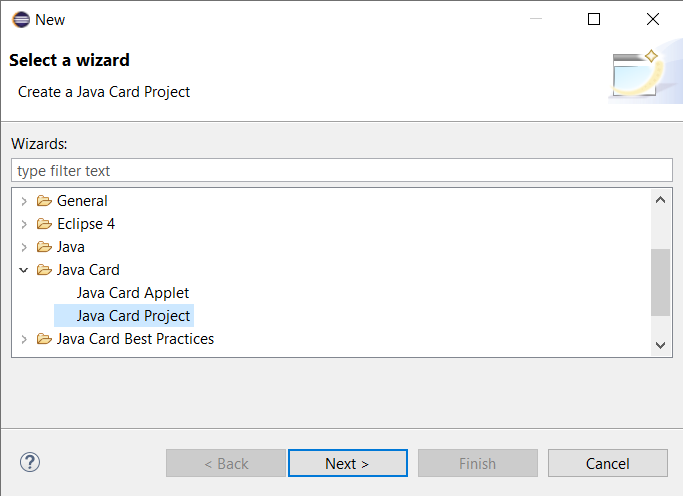 New
Select a wizard
Create a Java Card Project
Wizards:
type filter text
General
Eclipse 4
Java
Java Card
Java Card Applet
Java Card Project
Java Card Best Practices
? < Back Next > Finish Cancel